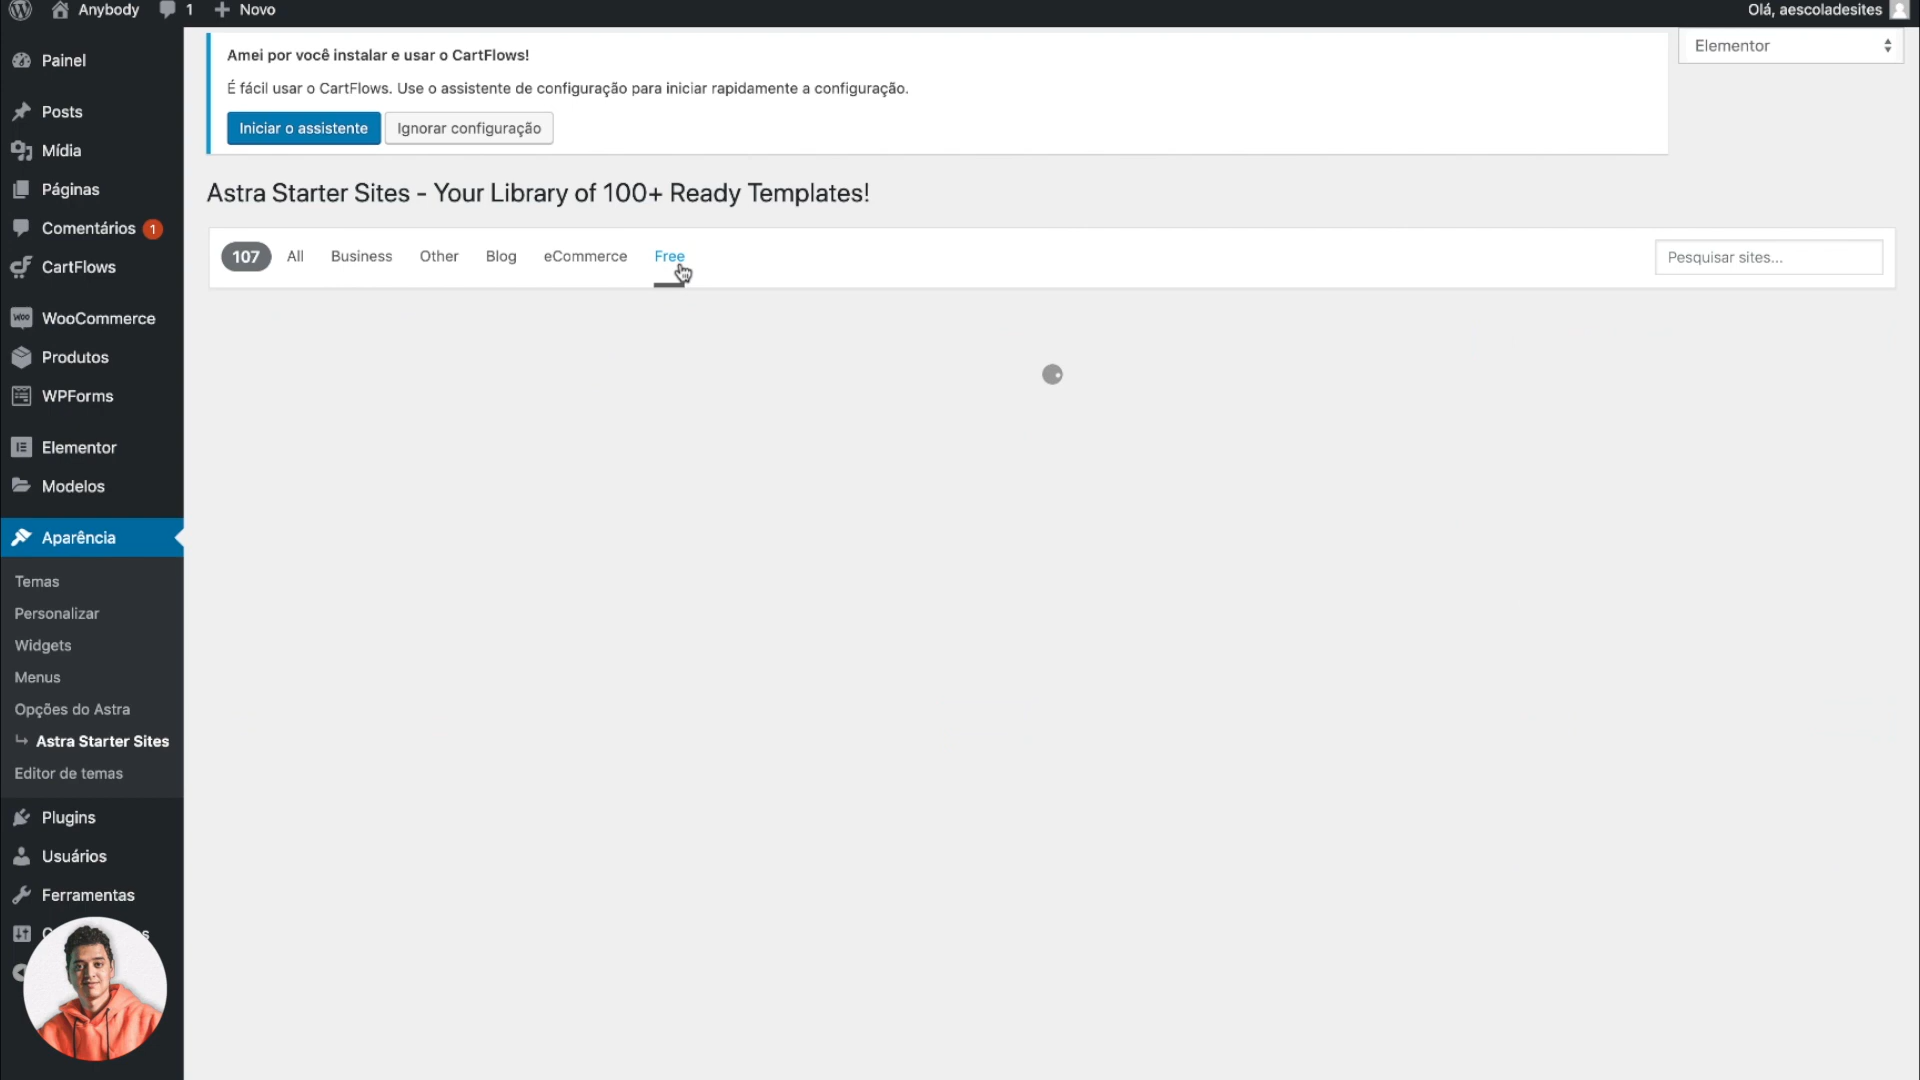 Anybody
1
Novo
Olá, aescoladesites
Painel
Posts
Mídia
Páginas
Comentários 1
CartFlows
WooCommerce
Produtos
WPForms
Elementor
Modelos
Aparência
Temas
Personalizar
Widgets
Menus
Opções do Astra
Astra Starter Sites
Editor de temas
Plugins
Usuários
Ferramentas
Amei por você instalar e usar o CartFlows!
É fácil usar o CartFlows. Use o assistente de configuração para iniciar rapidamente a configuração.
Iniciar o assistente
Ignorar configuração
Elementor
Astra Starter Sites - Your Library of 100+ Ready Templates!
107 All Business Other Blog eCommerce Free
Pesquisar sites...